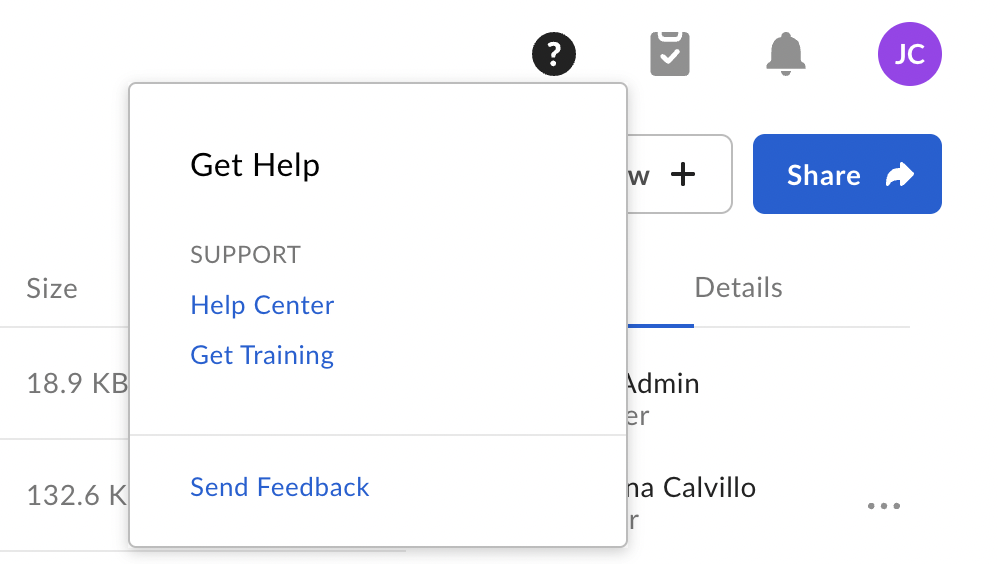 ?
JC
Get Help
w +
Share
SUPPORT
Size
Details
Help Center
Get Training
18.9 KB
Admin
er
Send Feedback
132.6 K
na Calvillo
r